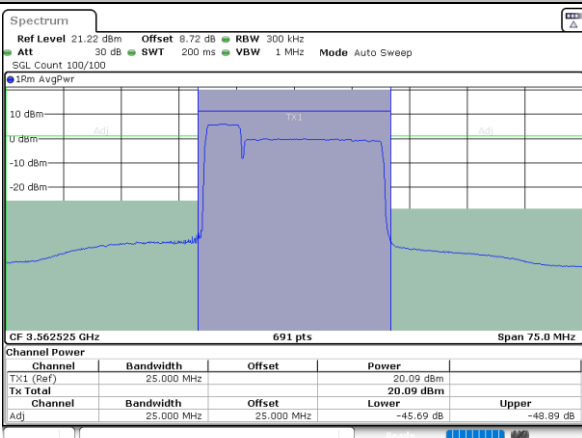 Spectrum
Ref Level 21.22 dBm Offset 8.72 dB RBW 300 kHz
Att 30 dB SWT 200 ms VBW 1 MHz Mode Auto Sweep
SGL Count 100/100
1Rm AvgPwr
10 dBm
TX1
Adj
Adj
0 dBm
-10 dBm
-20 dBm
CF 3.562525 GHz 691 pts Span 75.0 MHz
Channel Power
Channel Bandwidth Offset Power
TX1 (Ref) 25.000 MHz 20.09 dBm
Tx Total 20.09 dBm
Channel Bandwidth Offset Lower Upper
Adj 25.000 MHz 25.000 MHz -45.69 dB -48.89 dB